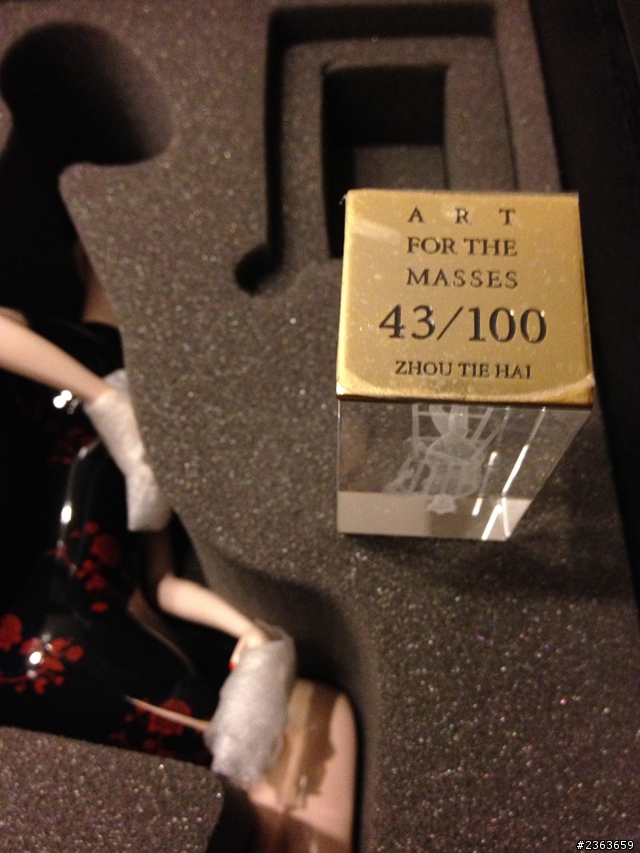 A R T
FOR THE
MASSES
43/100
ZHOU TIE HAI
#2363659